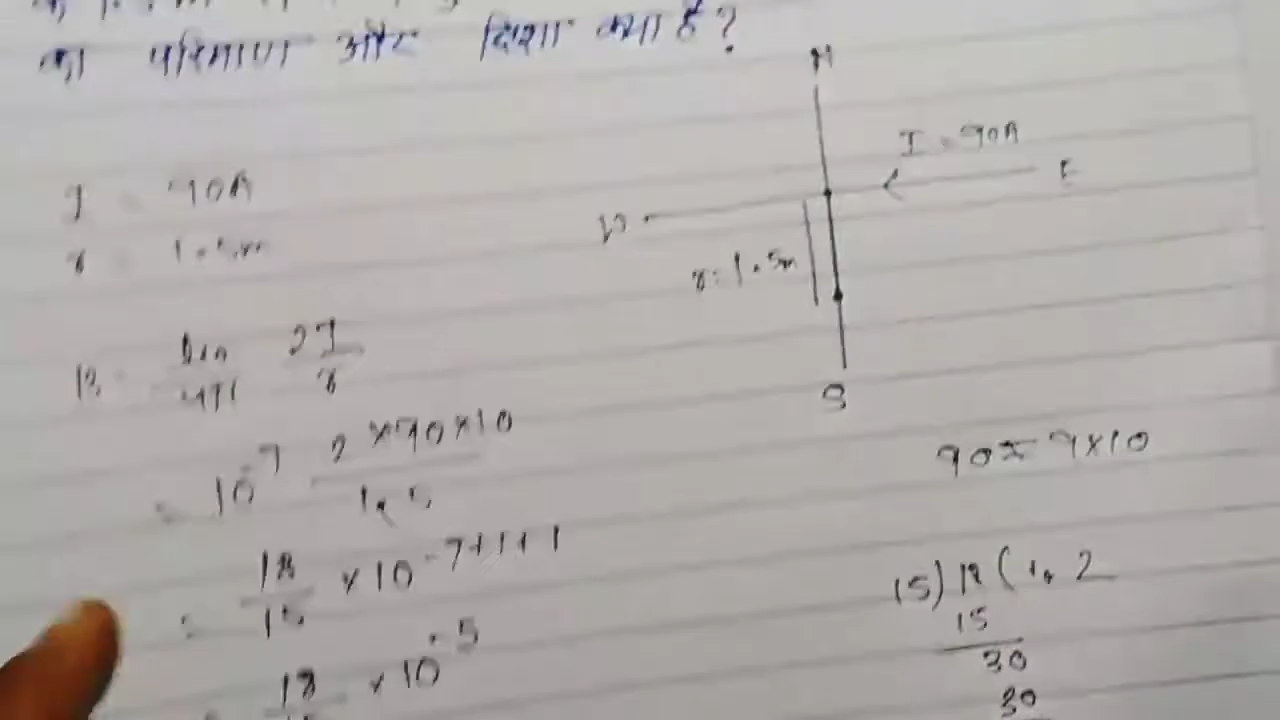 का परिमाण और दिशा क्या है?
N
I = 90A
E
W
r = 1.5m
S
I = 90A
r = 1.5m
B = μ0/4π 2I/r
= 10^-7 2×90×10/1.5
= 18/15 × 10^-7+1+1
= 18/15 × 10^-5
90 = 9×10
15) 18 ( 1.2
15
30
30